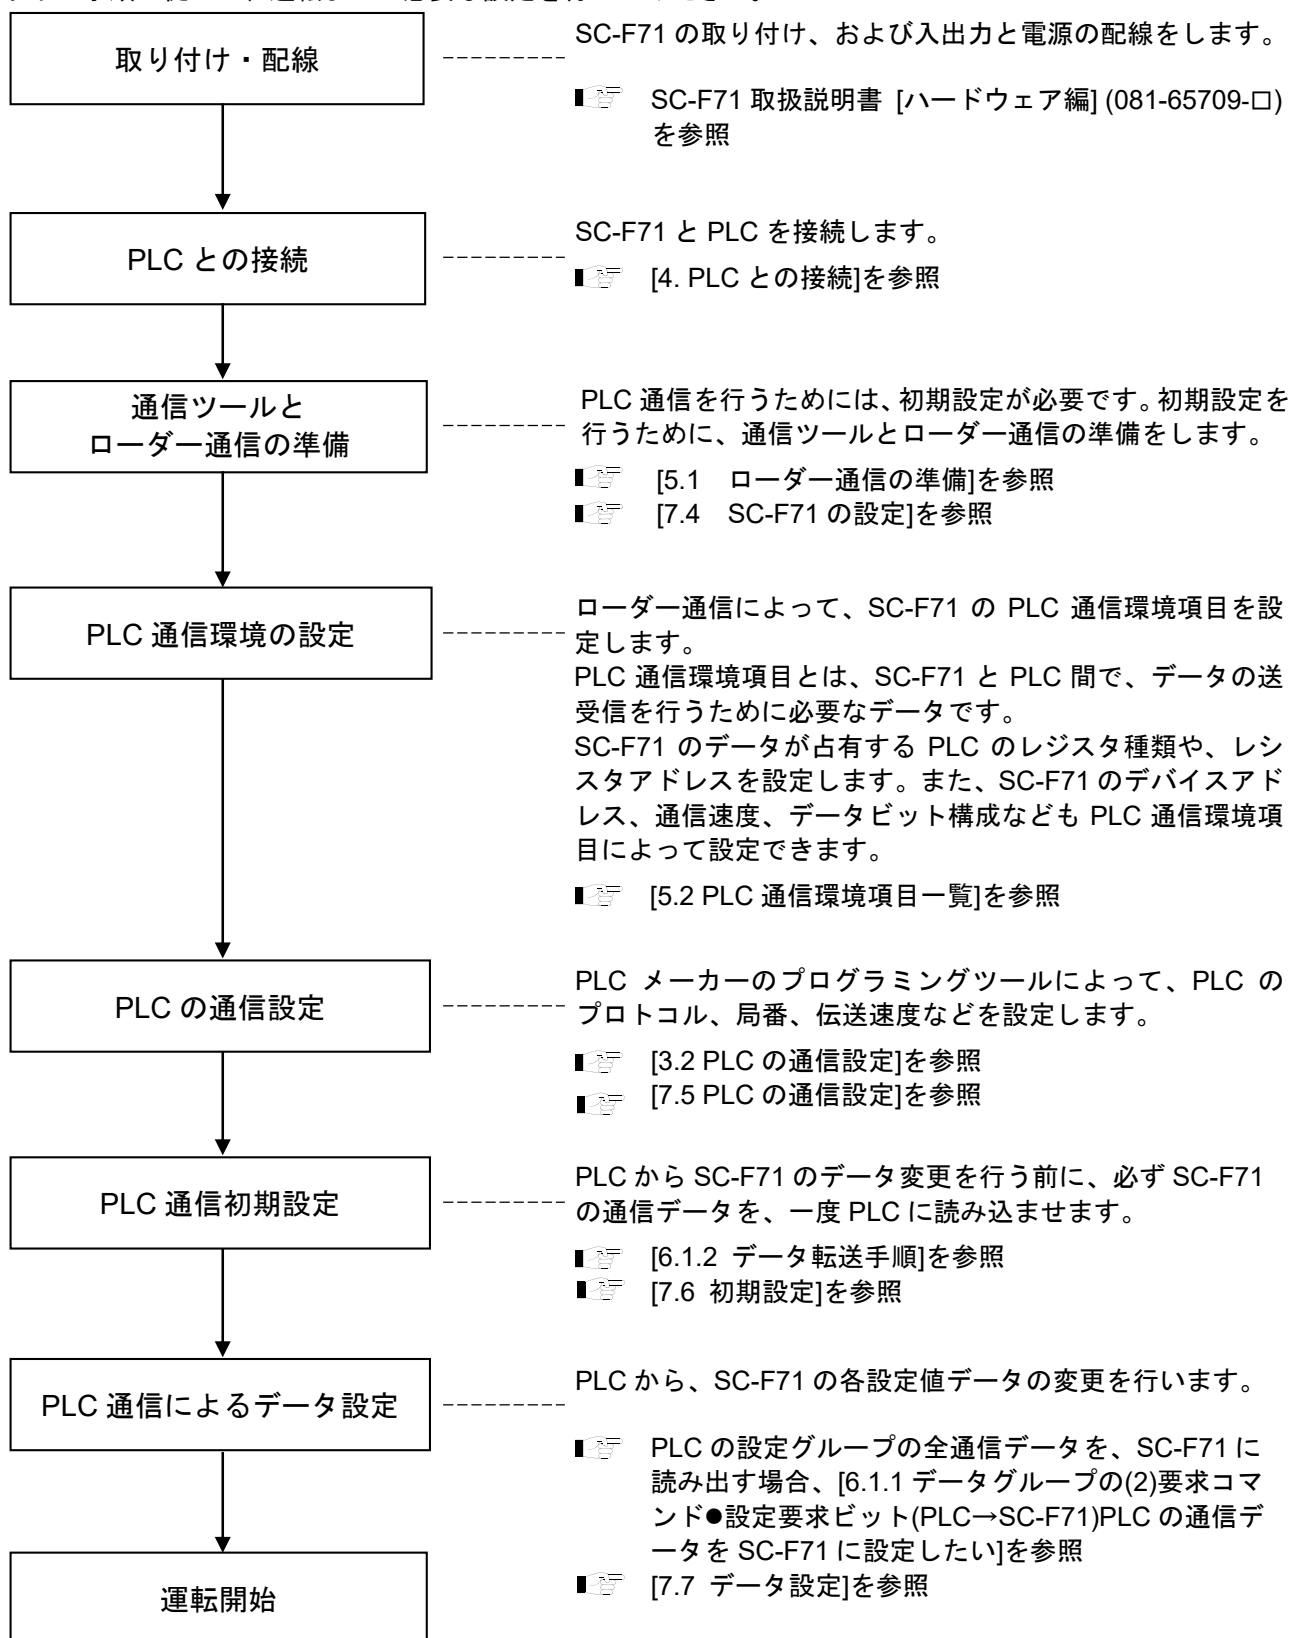 取り付け・配線
SC-F71 の取り付け、および入出力と電源の配線をします。
SC-F71 取扱説明書 [ハードウェア編] (081-65709-□)
を参照
PLC との接続
SC-F71 と PLC を接続します。
[4. PLC との接続]を参照
通信ツールと
ローダー通信の準備
PLC 通信を行うためには、初期設定が必要です。初期設定を
行うために、通信ツールとローダー通信の準備をします。
[5.1 ローダー通信の準備]を参照
[7.4 SC-F71 の設定]を参照
PLC 通信環境の設定
ローダー通信によって、SC-F71 の PLC 通信環境項目を設
定します。
PLC 通信環境項目とは、SC-F71 と PLC 間で、データの送
受信を行うために必要なデータです。
SC-F71 のデータが占有する PLC のレジスタ種類や、レシ
スタアドレスを設定します。また、SC-F71 のデバイスアド
レス、通信速度、データビット構成なども PLC 通信環境項
目によって設定できます。
[5.2 PLC 通信環境項目一覧]を参照
PLC の通信設定
PLC メーカーのプログラミングツールによって、PLC の
プロトコル、局番、伝送速度などを設定します。
[3.2 PLC の通信設定]を参照
[7.5 PLC の通信設定]を参照
PLC 通信初期設定
PLC から SC-F71 のデータ変更を行う前に、必ず SC-F71
の通信データを、一度 PLC に読み込ませます。
[6.1.2 データ転送手順]を参照
[7.6 初期設定]を参照
PLC 通信によるデータ設定
PLC から、SC-F71 の各設定値データの変更を行います。
PLC の設定グループの全通信データを、SC-F71 に
読み出す場合、[6.1.1 データグループの(2)要求コマ
ンド●設定要求ビット(PLC→SC-F71)PLC の通信デ
ータを SC-F71 に設定したい]を参照
[7.7 データ設定]を参照
運転開始